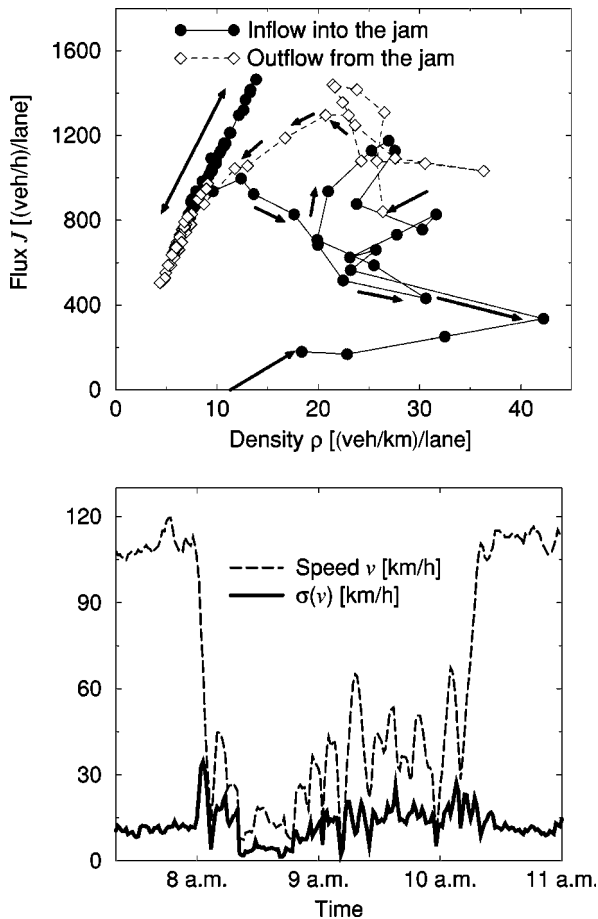 1800
Inflow into the jam
Outflow from the jam
1600
1200
800
400
0
Flux J [(veh/h)/lane]
0 10 20 30 40
Density ρ [(veh/km)/lane]
120
90
60
30
0
Speed v [km/h]
σ(v) [km/h]
8 a.m. 9 a.m. 10 a.m. 11 a.m.
Time